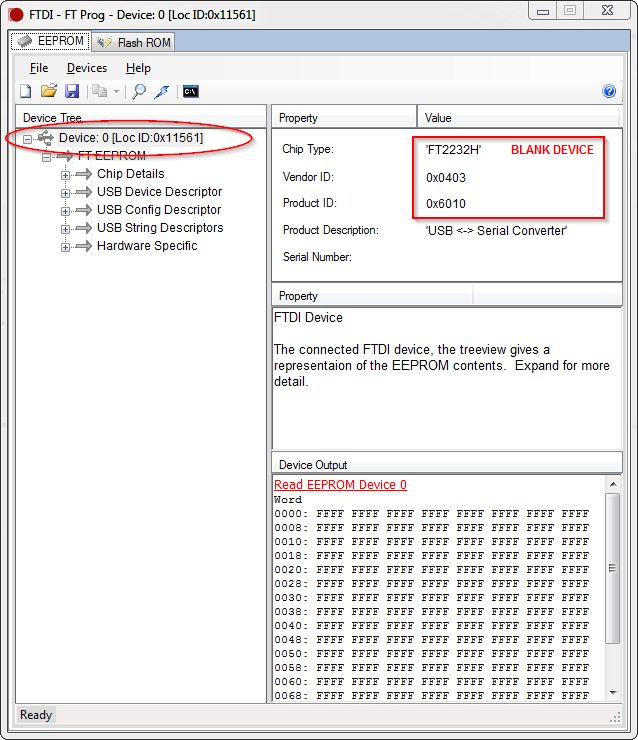 FTDI - FT Prog - Device: 0 [Loc ID:0x11561]
EEPROM Flash ROM
File Devices Help
C:\
Device Tree
Device: 0 [Loc ID:0x11561]
FT EEPROM
Chip Details
USB Device Descriptor
USB Config Descriptor
USB String Descriptors
Hardware Specific
Property Value
Chip Type: 'FT2232H' BLANK DEVICE
Vendor ID: 0x0403
Product ID: 0x6010
Product Description: 'USB <-> Serial Converter'
Serial Number:
Property
FTDI Device
The connected FTDI device, the treeview gives a
representaion of the EEPROM contents.  Expand for more
detail.
Device Output
Read EEPROM Device 0
Word
0000: FFFF FFFF FFFF FFFF FFFF FFFF FFFF FFFF
0008: FFFF FFFF FFFF FFFF FFFF FFFF FFFF FFFF
0010: FFFF FFFF FFFF FFFF FFFF FFFF FFFF FFFF
0018: FFFF FFFF FFFF FFFF FFFF FFFF FFFF FFFF
0020: FFFF FFFF FFFF FFFF FFFF FFFF FFFF FFFF
0028: FFFF FFFF FFFF FFFF FFFF FFFF FFFF FFFF
0030: FFFF FFFF FFFF FFFF FFFF FFFF FFFF FFFF
0038: FFFF FFFF FFFF FFFF FFFF FFFF FFFF FFFF
0040: FFFF FFFF FFFF FFFF FFFF FFFF FFFF FFFF
0048: FFFF FFFF FFFF FFFF FFFF FFFF FFFF FFFF
0050: FFFF FFFF FFFF FFFF FFFF FFFF FFFF FFFF
0058: FFFF FFFF FFFF FFFF FFFF FFFF FFFF FFFF
0060: FFFF FFFF FFFF FFFF FFFF FFFF FFFF FFFF
0068: FFFF FFFF FFFF FFFF FFFF FFFF FFFF FFFF
Ready